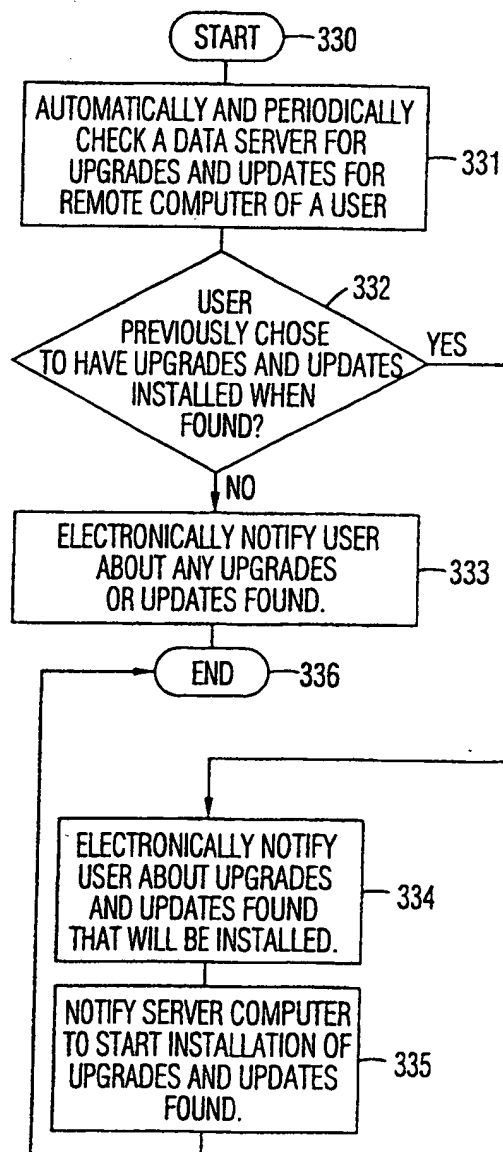 START
330
AUTOMATICALLY AND PERIODICALLY
CHECK A DATA SERVER FOR
UPGRADES AND UPDATES FOR
REMOTE COMPUTER OF A USER
331
332
USER
PREVIOUSLY CHOSE
TO HAVE UPGRADES AND UPDATES
INSTALLED WHEN
FOUND?
YES
NO
ELECTRONICALLY NOTIFY USER
ABOUT ANY UPGRADES
OR UPDATES FOUND.
333
END
336
ELECTRONICALLY NOTIFY
USER ABOUT UPGRADES
AND UPDATES FOUND
THAT WILL BE INSTALLED.
334
NOTIFY SERVER COMPUTER
TO START INSTALLATION OF
UPGRADES AND UPDATES
FOUND.
335